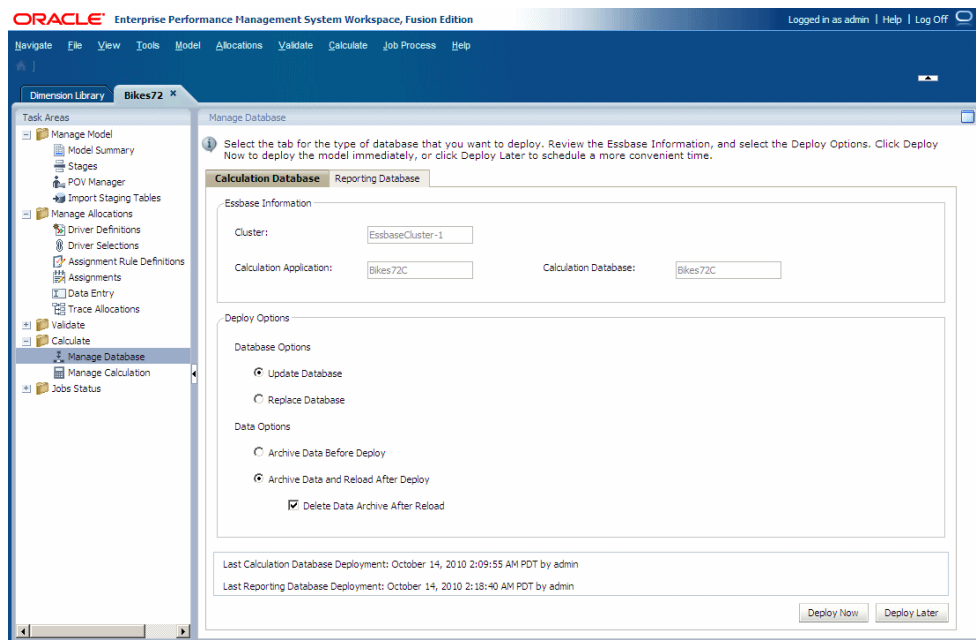 ORACLE® Enterprise Performance Management System Workspace, Fusion Edition
Logged in as admin | Help | Log Off
Navigate File View Tools Model Allocations Validate Calculate Job Process Help
Dimension Library Bikes72 ×
Task Areas
Manage Model
Model Summary
Stages
POV Manager
Import Staging Tables
Manage Allocations
Driver Definitions
Driver Selections
Assignment Rule Definitions
Assignments
Data Entry
Trace Allocations
Validate
Calculate
Manage Database
Manage Calculation
Jobs Status
Manage Database
Select the tab for the type of database that you want to deploy. Review the Essbase Information, and select the Deploy Options. Click Deploy
Now to deploy the model immediately, or click Deploy Later to schedule a more convenient time.
Calculation Database Reporting Database
Essbase Information
Cluster: EssbaseCluster-1
Calculation Application: Bikes72C Calculation Database: Bikes72C
Deploy Options
Database Options
Update Database
Replace Database
Data Options
Archive Data Before Deploy
Archive Data and Reload After Deploy
Delete Data Archive After Reload
Last Calculation Database Deployment: October 14, 2010 2:09:55 AM PDT by admin
Last Reporting Database Deployment: October 14, 2010 2:18:40 AM PDT by admin
Deploy Now Deploy Later